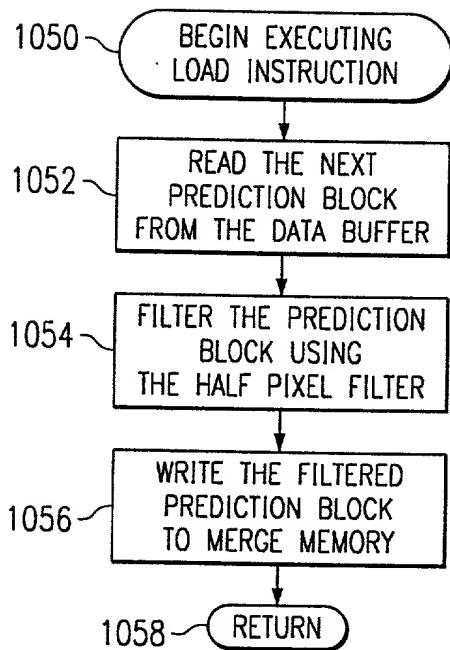 1050
BEGIN EXECUTING
LOAD INSTRUCTION
1052
READ THE NEXT
PREDICTION BLOCK
FROM THE DATA BUFFER
1054
FILTER THE PREDICTION
BLOCK USING
THE HALF PIXEL FILTER
1056
WRITE THE FILTERED
PREDICTION BLOCK
TO MERGE MEMORY
1058
RETURN